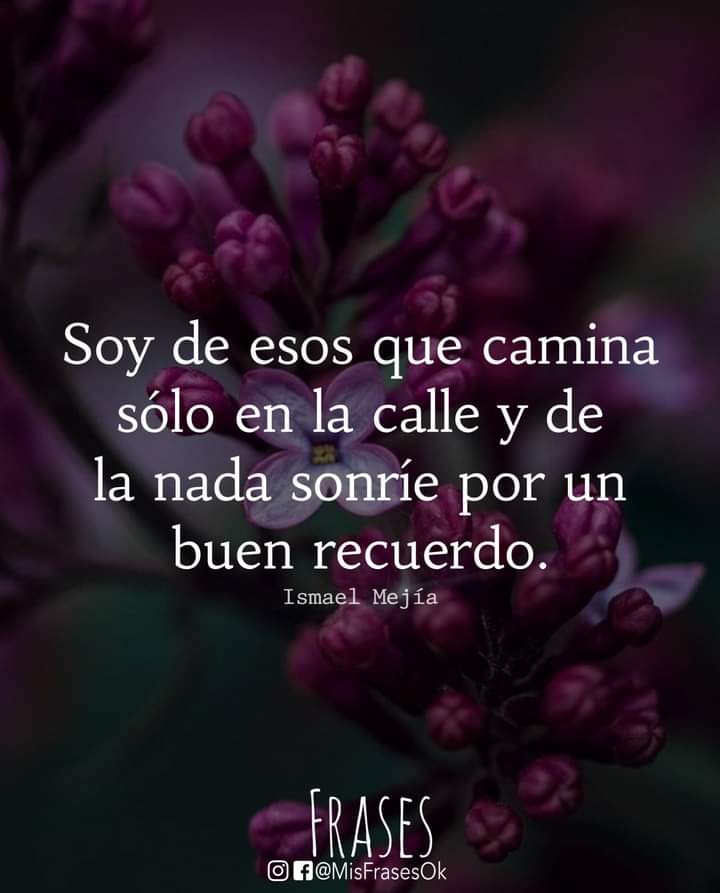 Soy de esos que camina
sólo en la calle y de
la nada sonríe por un
buen recuerdo.
Ismael Mejía
FRASES
@MisFrasesOk